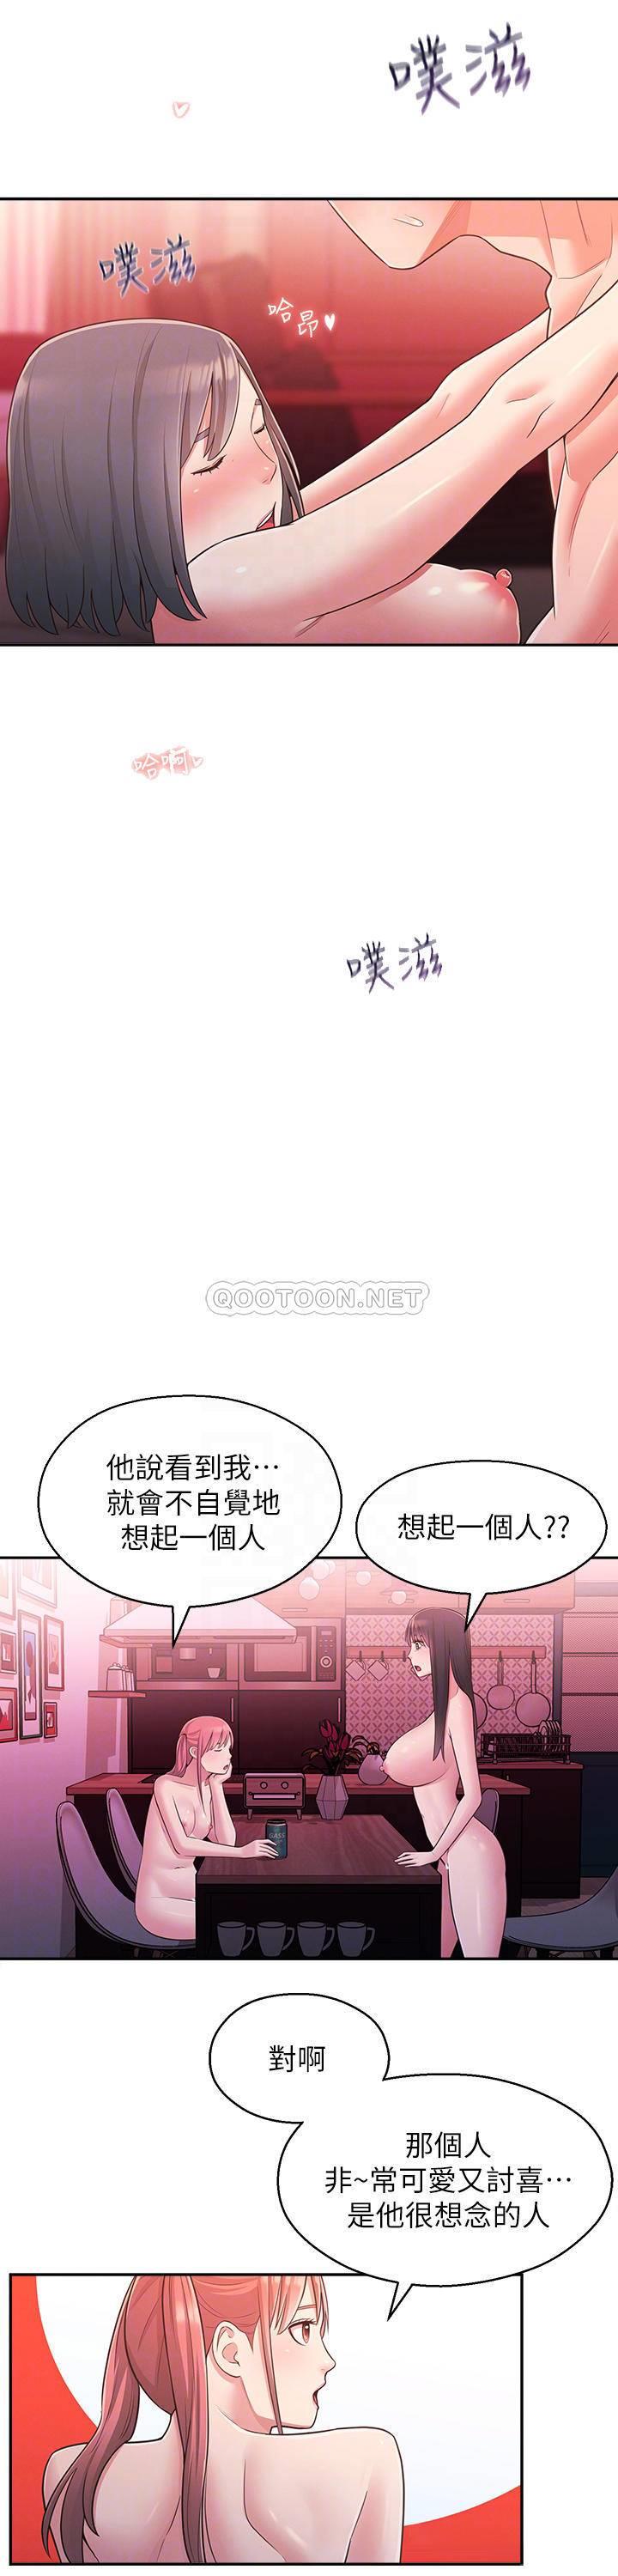 噗滋
噗滋
哈昂♥
哈啊♡
噗滋
QOOTOON.NET
他說看到我…
就會不自覺地
想起一個人
想起一個人??
GASS
對啊
那個人
非~常可愛又討喜…
是他很想念的人